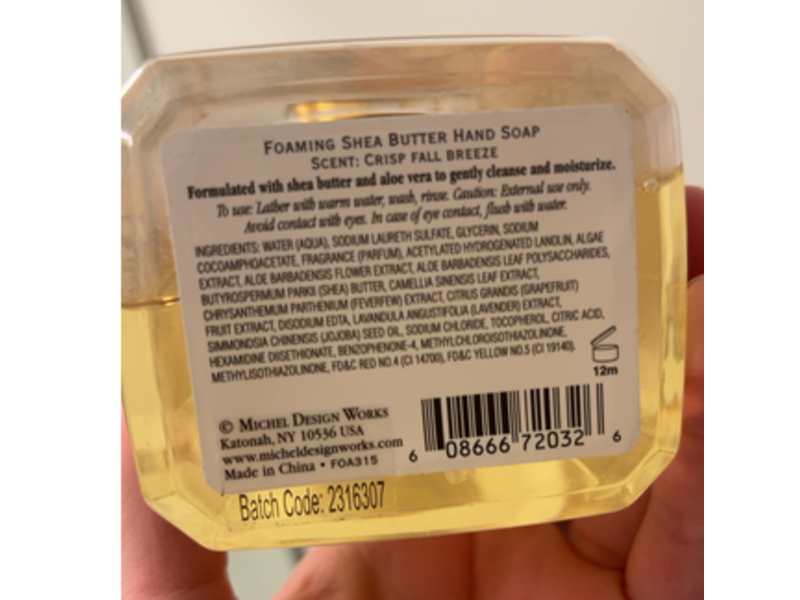 FOAMING SHEA BUTTER HAND SOAP
SCENT: CRISP FALL BREEZE
Formulated with shea butter and aloe vera to gently cleanse and moisturize.
To use: Lather with warm water, wash, rinse. Caution: External use only.
Avoid contact with eyes. In case of eye contact, flush with water.
INGREDIENTS: WATER (AQUA), SODIUM LAURETH SULFATE, GLYCERIN, SODIUM
COCOAMPHOACETATE, FRAGRANCE (PARFUM), ACETYLATED HYDROGENATED LANOLIN, ALGAE
EXTRACT, ALOE BARBADENSIS FLOWER EXTRACT, ALOE BARBADENSIS LEAF POLYSACCHARIDES,
BUTYROSPERMUM PARKII (SHEA) BUTTER, CAMELLIA SINENSIS LEAF EXTRACT,
CHRYSANTHEMUM PARTHENIUM (FEVERFEW) EXTRACT, CITRUS GRANDIS (GRAPEFRUIT)
FRUIT EXTRACT, DISODIUM EDTA, LAVANDULA ANGUSTIFOLIA (LAVENDER) EXTRACT,
SIMMONDSIA CHINENSIS (JOJOBA) SEED OIL, SODIUM CHLORIDE, TOCOPHEROL, CITRIC ACID,
HEXAMIDINE DIISETHIONATE, BENZOPHENONE-4, METHYLCHLOROISOTHIAZOLINONE,
METHYLISOTHIAZOLINONE, FD&C RED NO.4 (CI 14700), FD&C YELLOW NO.5 (CI 19140).
12m
© MICHEL DESIGN WORKS
Katonah, NY 10536 USA
www.micheldesignworks.com
Made in China • FOA315
6 08666 72032 6
Batch Code: 2316307